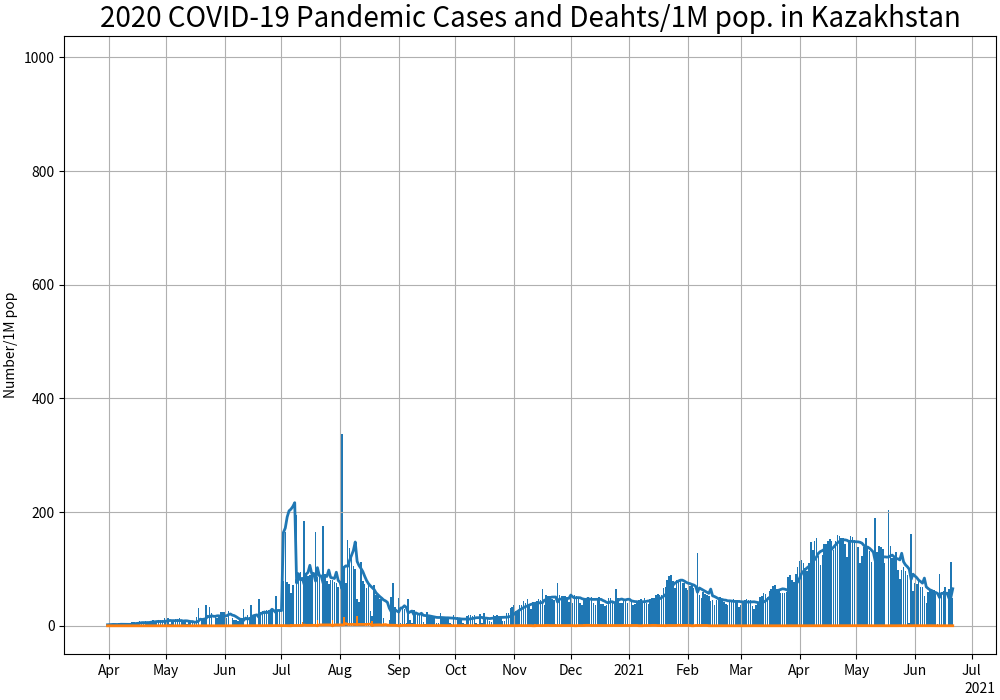 2020 COVID-19 Pandemic Cases and Deahts/1M pop. in Kazakhstan
Number/1M pop
1000
800
600
400
200
0
Apr May Jun Jul Aug Sep Oct Nov Dec 2021 Feb Mar Apr May Jun Jul
2021